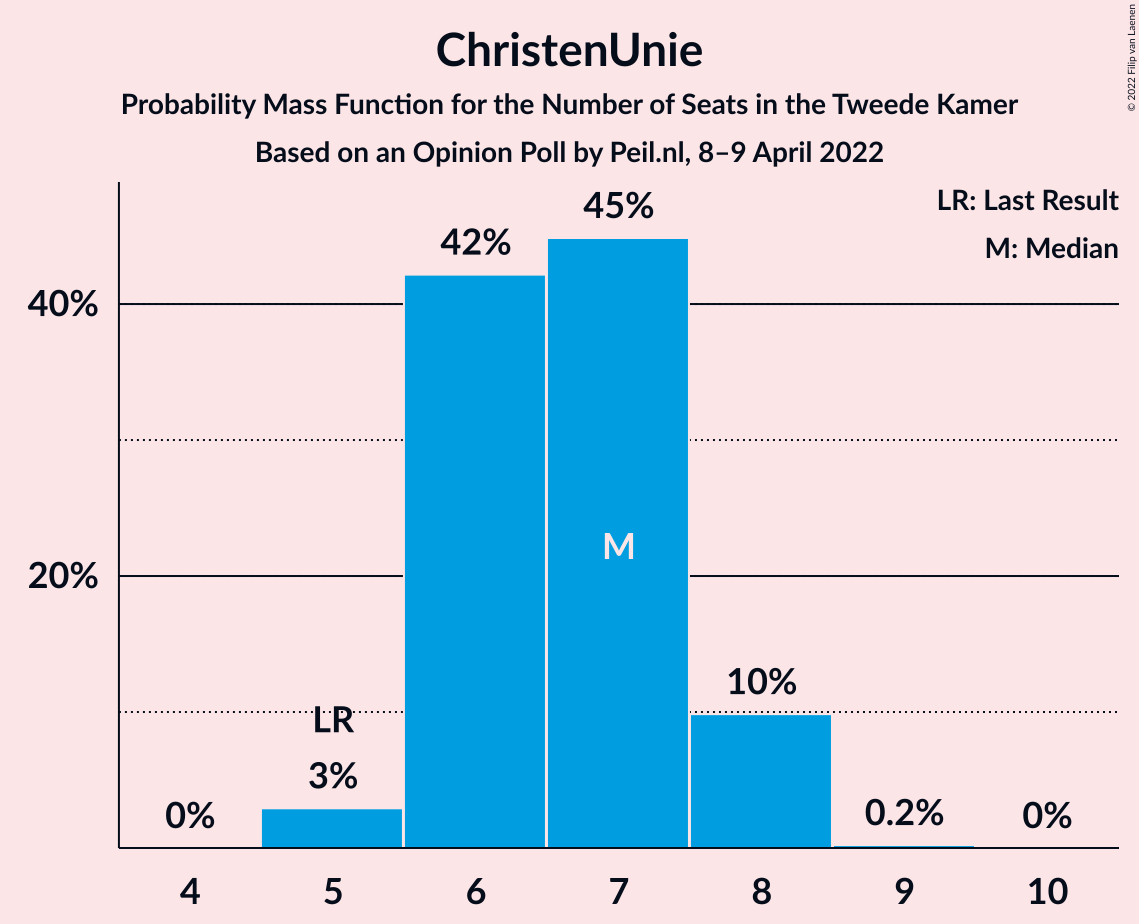 ChristenUnie
Probability Mass Function for the Number of Seats in the Tweede Kamer
Based on an Opinion Poll by Peil.nl, 8–9 April 2022
© 2022 Filip van Laenen
LR: Last Result
M: Median
45%
42%
40%
M
20%
10%
LR
3%
0%
0.2%
0%
4 5 6 7 8 9 10